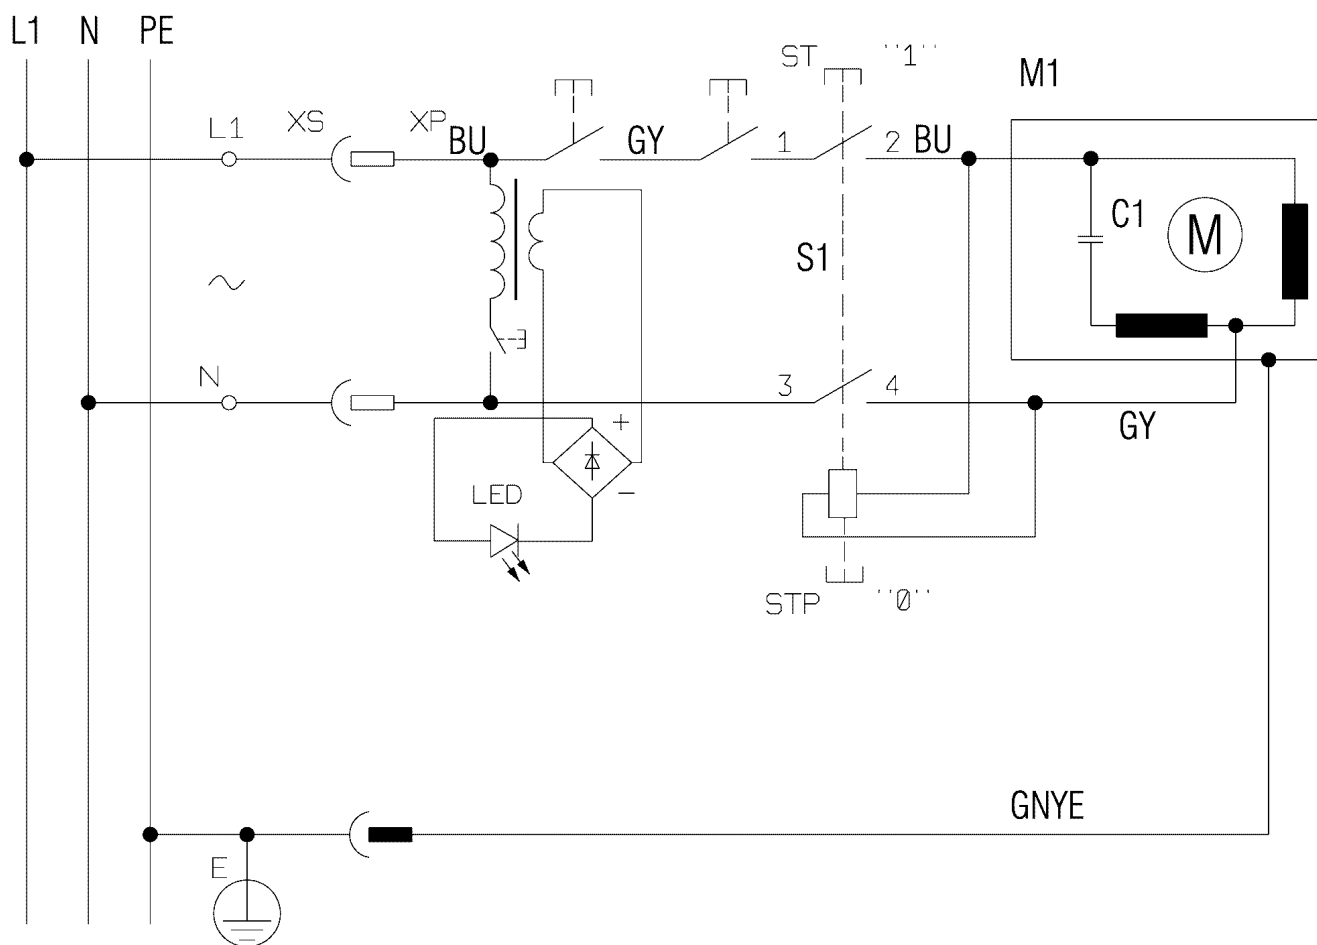 L1 N PE
ST "1"
M1
L1 XS XP BU GY 1 2 BU
C1 M
S1
~
N 3 4
GY
+
LED
−
STP "0"
GNYE
E